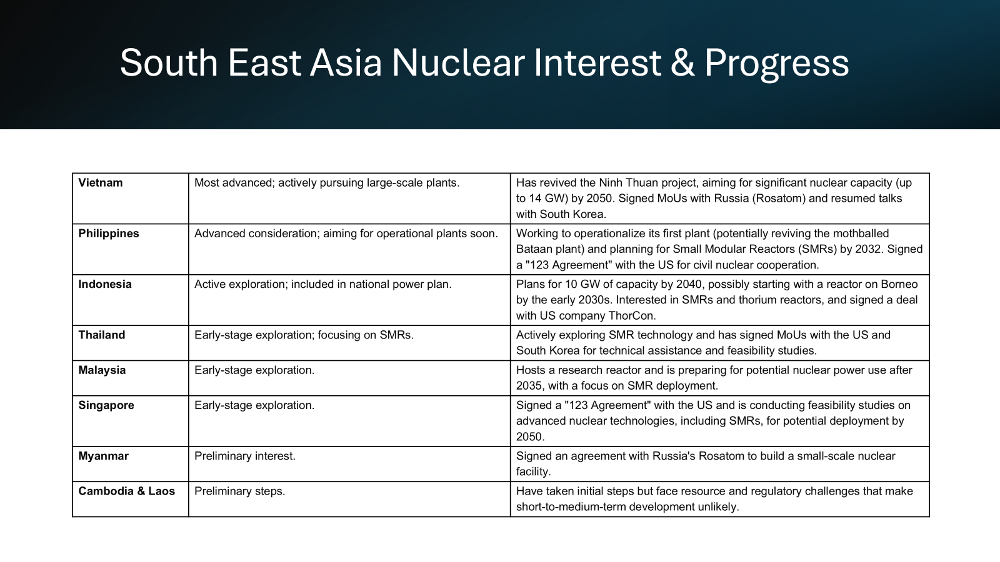 South East Asia Nuclear Interest & Progress
Vietnam
Most advanced; actively pursuing large-scale plants.
Has revived the Ninh Thuan project, aiming for significant nuclear capacity (up
to 14 GW) by 2050. Signed MoUs with Russia (Rosatom) and resumed talks
with South Korea.
Philippines
Advanced consideration; aiming for operational plants soon.
Working to operationalize its first plant (potentially reviving the mothballed
Bataan plant) and planning for Small Modular Reactors (SMRs) by 2032. Signed
a "123 Agreement" with the US for civil nuclear cooperation.
Indonesia
Active exploration; included in national power plan.
Plans for 10 GW of capacity by 2040, possibly starting with a reactor on Borneo
by the early 2030s. Interested in SMRs and thorium reactors, and signed a deal
with US company ThorCon.
Thailand
Early-stage exploration; focusing on SMRs.
Actively exploring SMR technology and has signed MoUs with the US and
South Korea for technical assistance and feasibility studies.
Malaysia
Early-stage exploration.
Hosts a research reactor and is preparing for potential nuclear power use after
2035, with a focus on SMR deployment.
Singapore
Early-stage exploration.
Signed a "123 Agreement" with the US and is conducting feasibility studies on
advanced nuclear technologies, including SMRs, for potential deployment by
2050.
Myanmar
Preliminary interest.
Signed an agreement with Russia's Rosatom to build a small-scale nuclear
facility.
Cambodia & Laos
Preliminary steps.
Have taken initial steps but face resource and regulatory challenges that make
short-to-medium-term development unlikely.